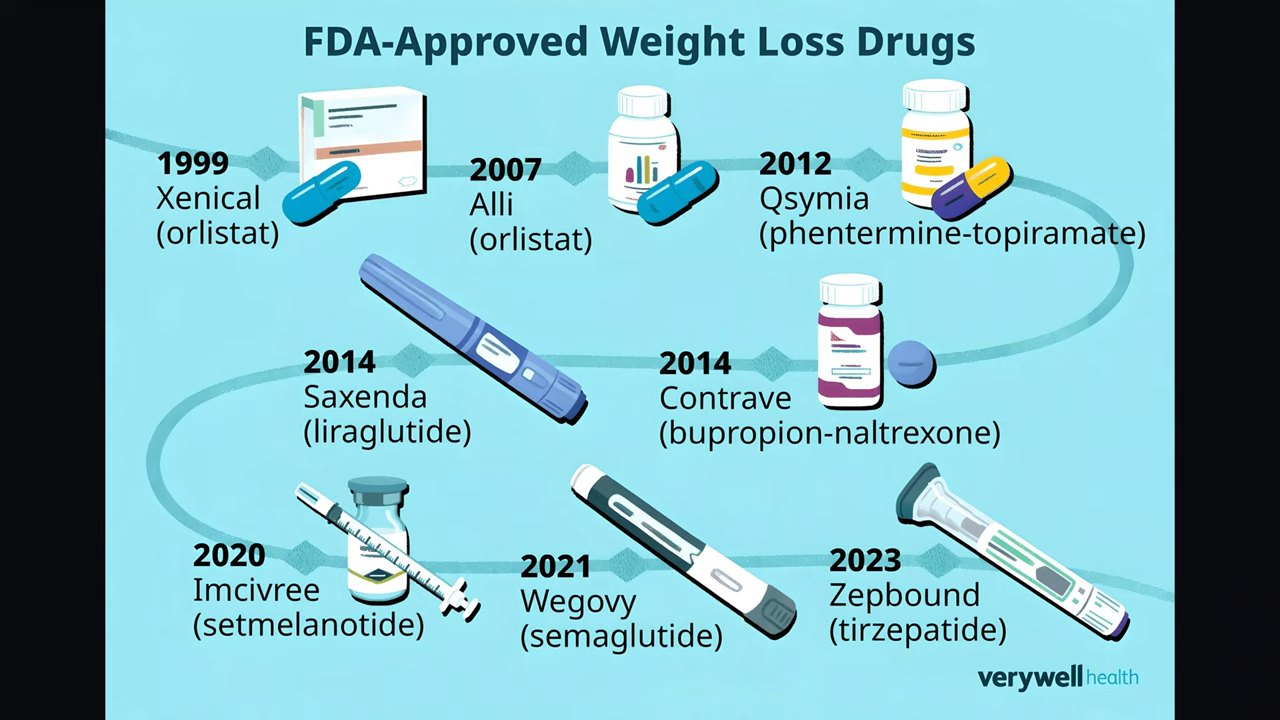 FDA-Approved Weight Loss Drugs
1999
Xenical
(orlistat)
2007
Alli
(orlistat)
2012
Qsymia
(phentermine-topiramate)
2014
Saxenda
(liraglutide)
2014
Contrave
(bupropion-naltrexone)
2020
Imcivree
(setmelanotide)
2021
Wegovy
(semaglutide)
2023
Zepbound
(tirzepatide)
verywell health